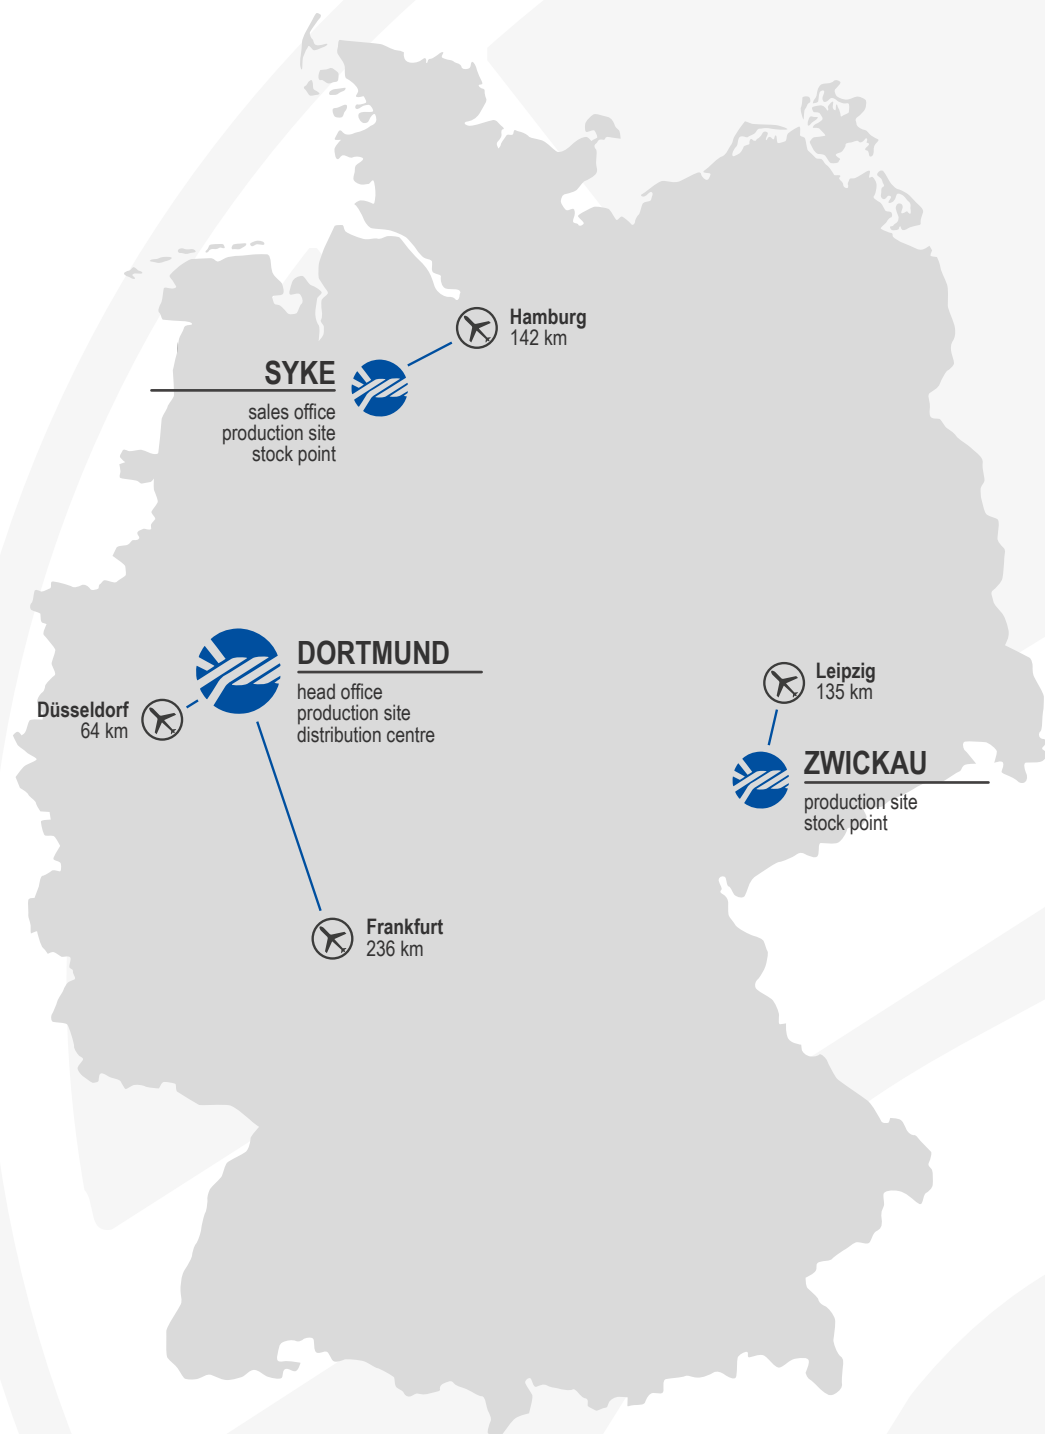 Hamburg
142 km
SYKE
sales office
production site
stock point
DORTMUND
head office
production site
distribution centre
Düsseldorf
64 km
Leipzig
135 km
ZWICKAU
production site
stock point
Frankfurt
236 km